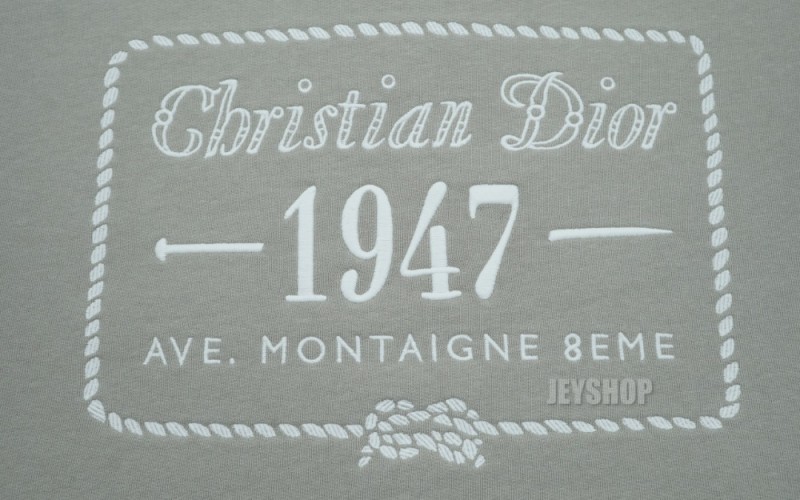 Christian Dior
1947
AVE. MONTAIGNE 8EME
JEYSHOP